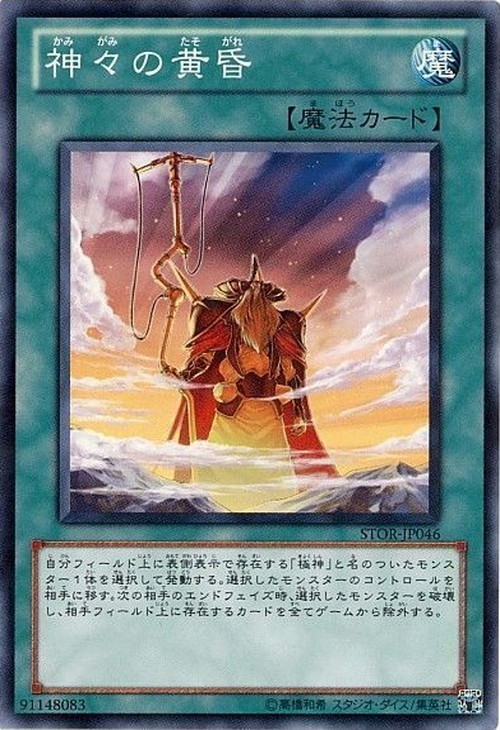 神々の黄昏
魔
【魔法カード】
STOR-JP046
自分フィールド上に表側表示で存在する「極神」と名のついたモンス
ター1体を選択して発動する。選択したモンスターのコントロールを
相手に移す。次の相手のエンドフェイズ時、選択したモンスターを破壊
し、相手フィールド上に存在するカードを全てゲームから除外する。
91148083
©高橋和希 スタジオ・ダイス/集英社